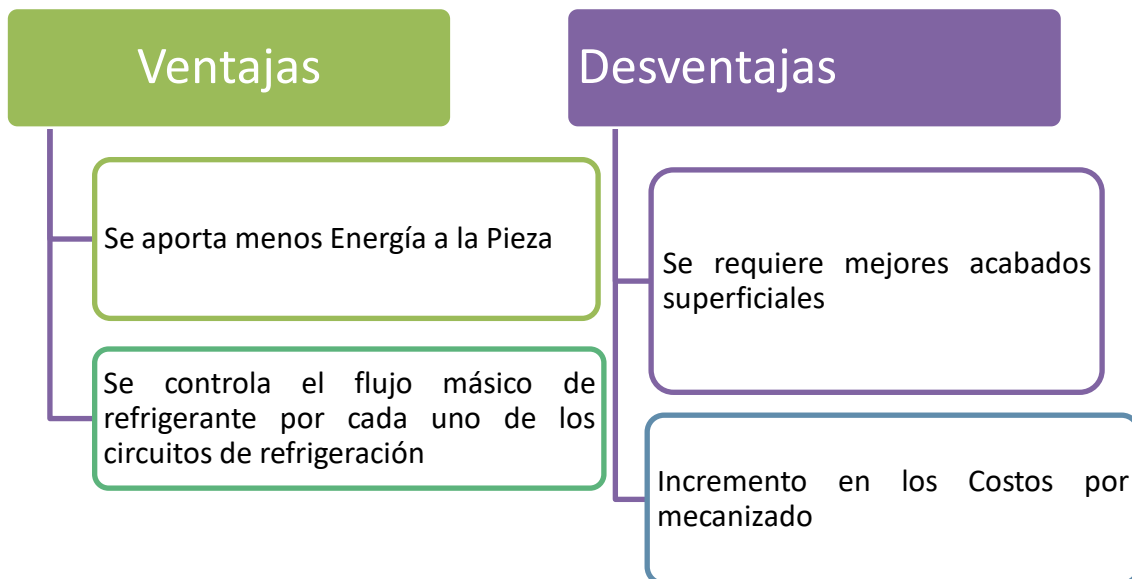 Ventajas
Se aporta menos Energía a la Pieza
Se controla el flujo másico de
refrigerante por cada uno de los
circuitos de refrigeración
Desventajas
Se requiere mejores acabados
superficiales
Incremento en los Costos por
mecanizado